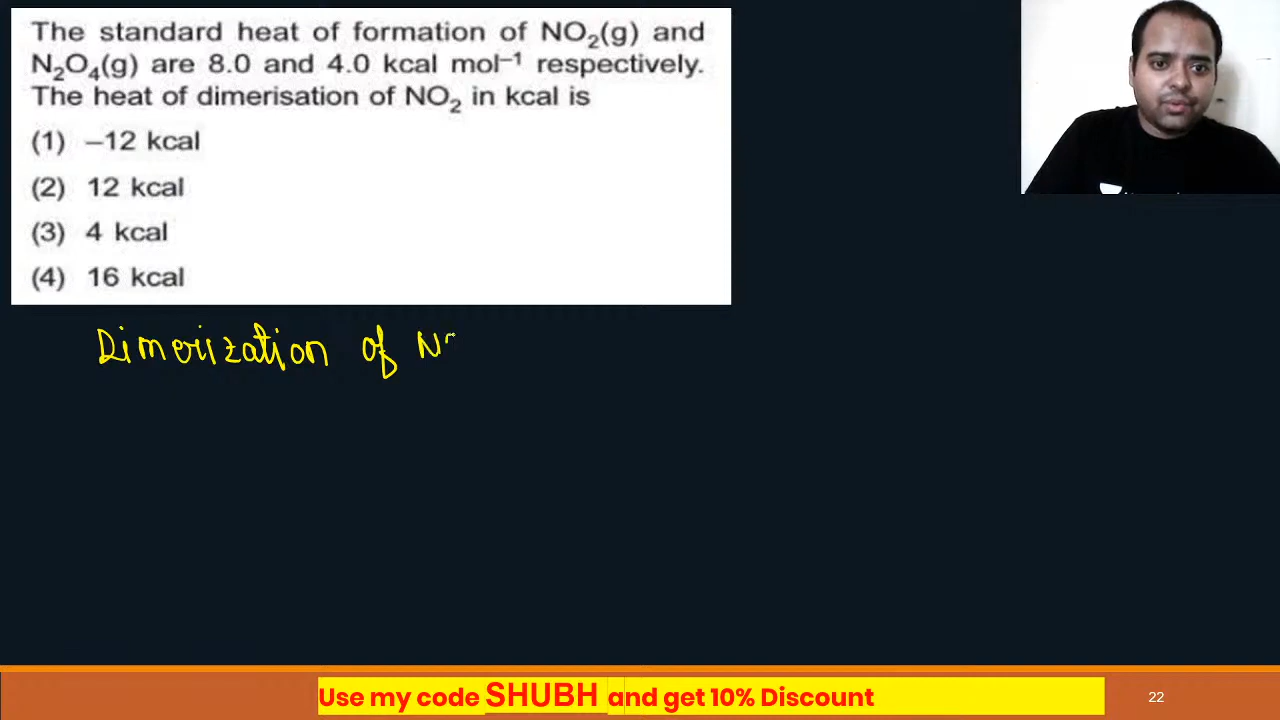 The standard heat of formation of NO₂(g) and
N₂O₄(g) are 8.0 and 4.0 kcal mol⁻¹ respectively.
The heat of dimerisation of NO₂ in kcal is
(1) –12 kcal
(2) 12 kcal
(3) 4 kcal
(4) 16 kcal
Dimerization of N
Use my code SHUBH and get 10% Discount
22